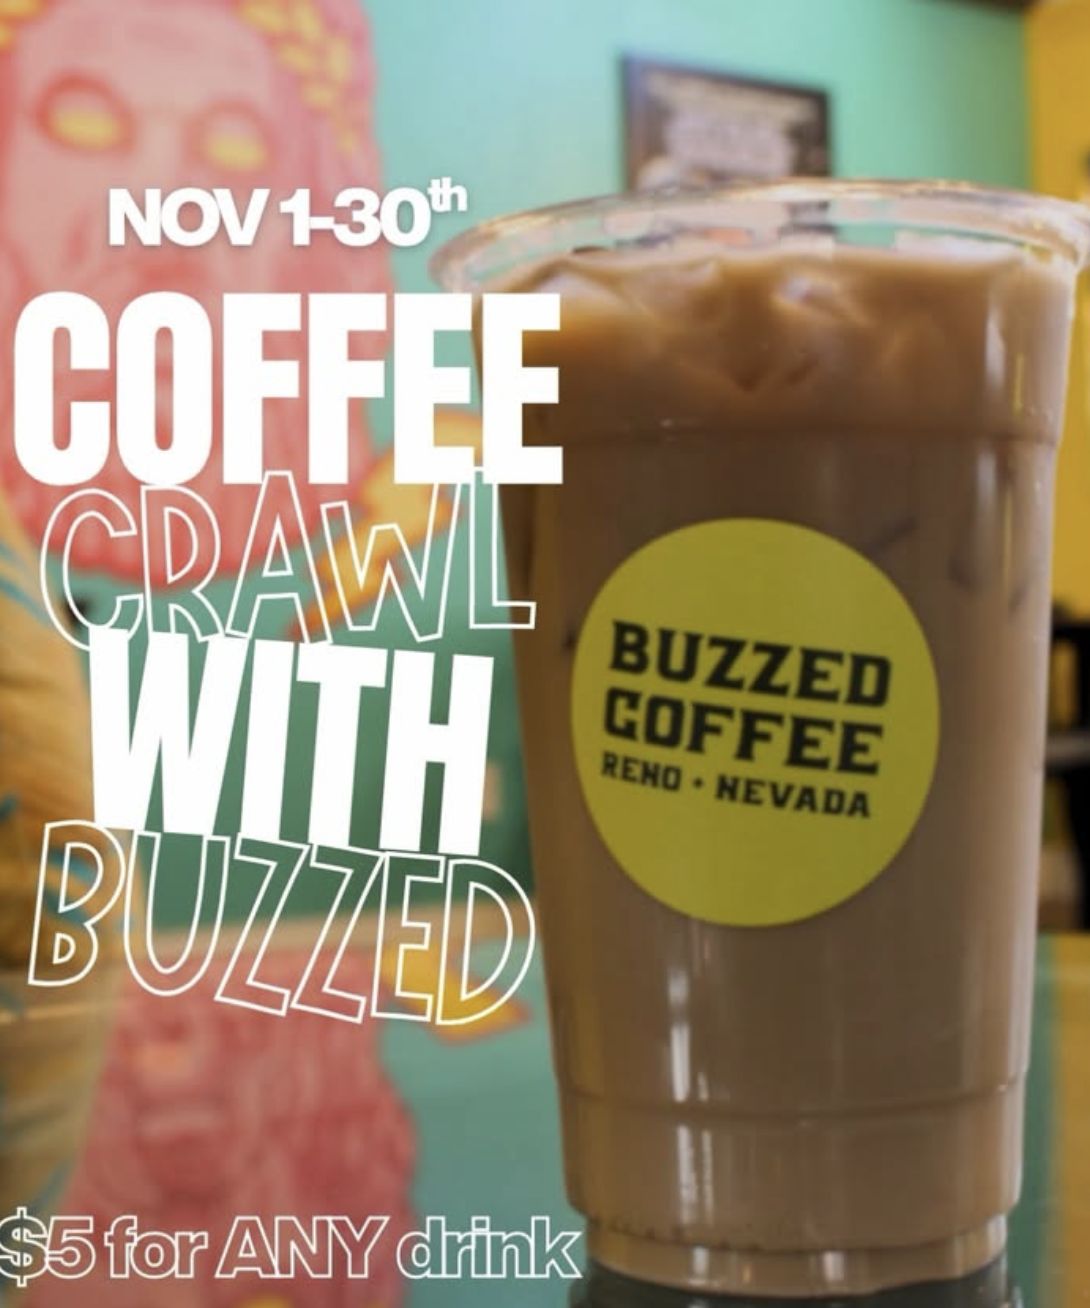 NOV 1-30th
COFFEE
CRAWL
WITH
BUZZED
BUZZED
COFFEE
RENO • NEVADA
$5 for ANY drink